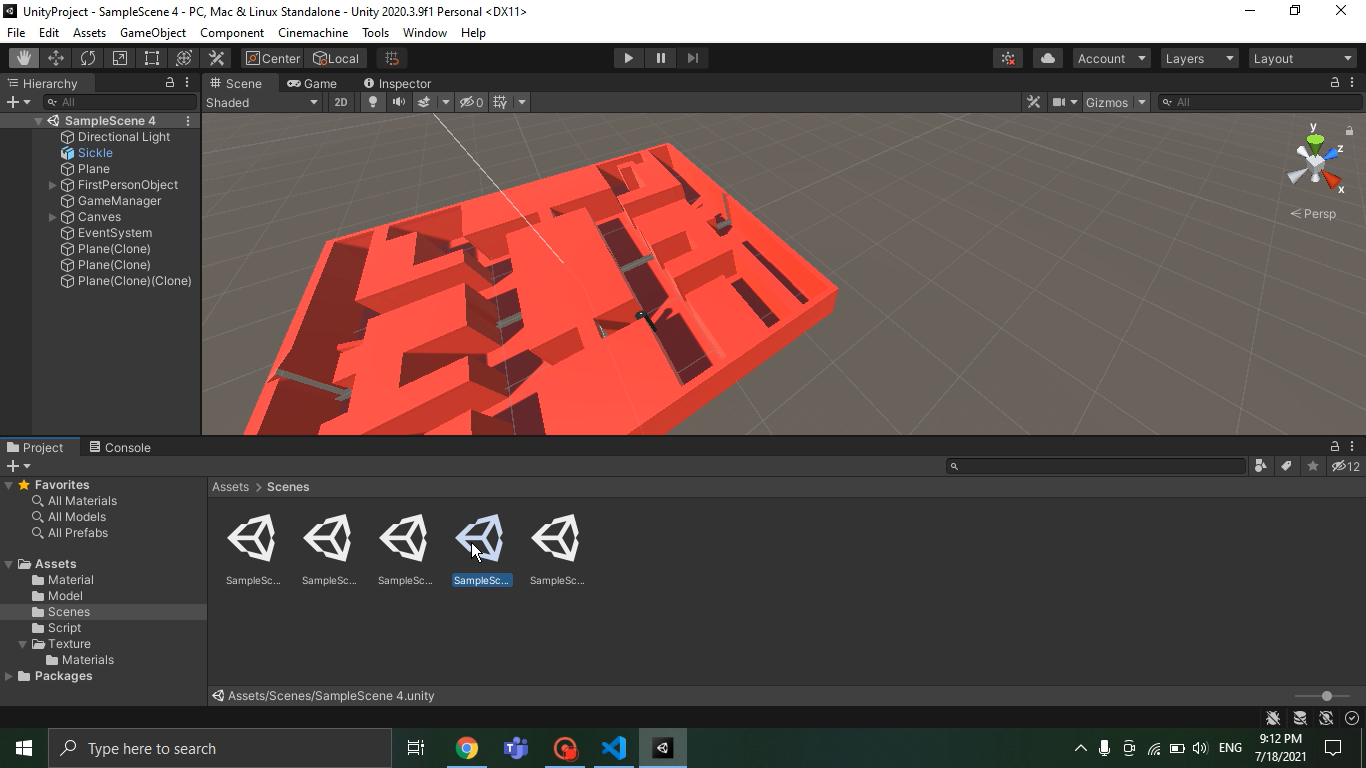 UnityProject - SampleScene 4 - PC, Mac & Linux Standalone - Unity 2020.3.9f1 Personal <DX11>
File Edit Assets GameObject Component Cinemachine Tools Window Help
Center Local Account Layers Layout
Hierarchy Scene Game Inspector
All Shaded 2D 0 Gizmos All
SampleScene 4
Directional Light
Sickle
Plane
FirstPersonObject
GameManager
Canves
EventSystem
Plane(Clone)
Plane(Clone)
Plane(Clone)(Clone)
y
z
x
Persp
Project Console
12
Favorites
All Materials
All Models
All Prefabs
Assets
Material
Model
Scenes
Script
Texture
Materials
Packages
Assets > Scenes
SampleSc... SampleSc... SampleSc... SampleSc... SampleSc...
Assets/Scenes/SampleScene 4.unity
Type here to search
ENG
9:12 PM
7/18/2021